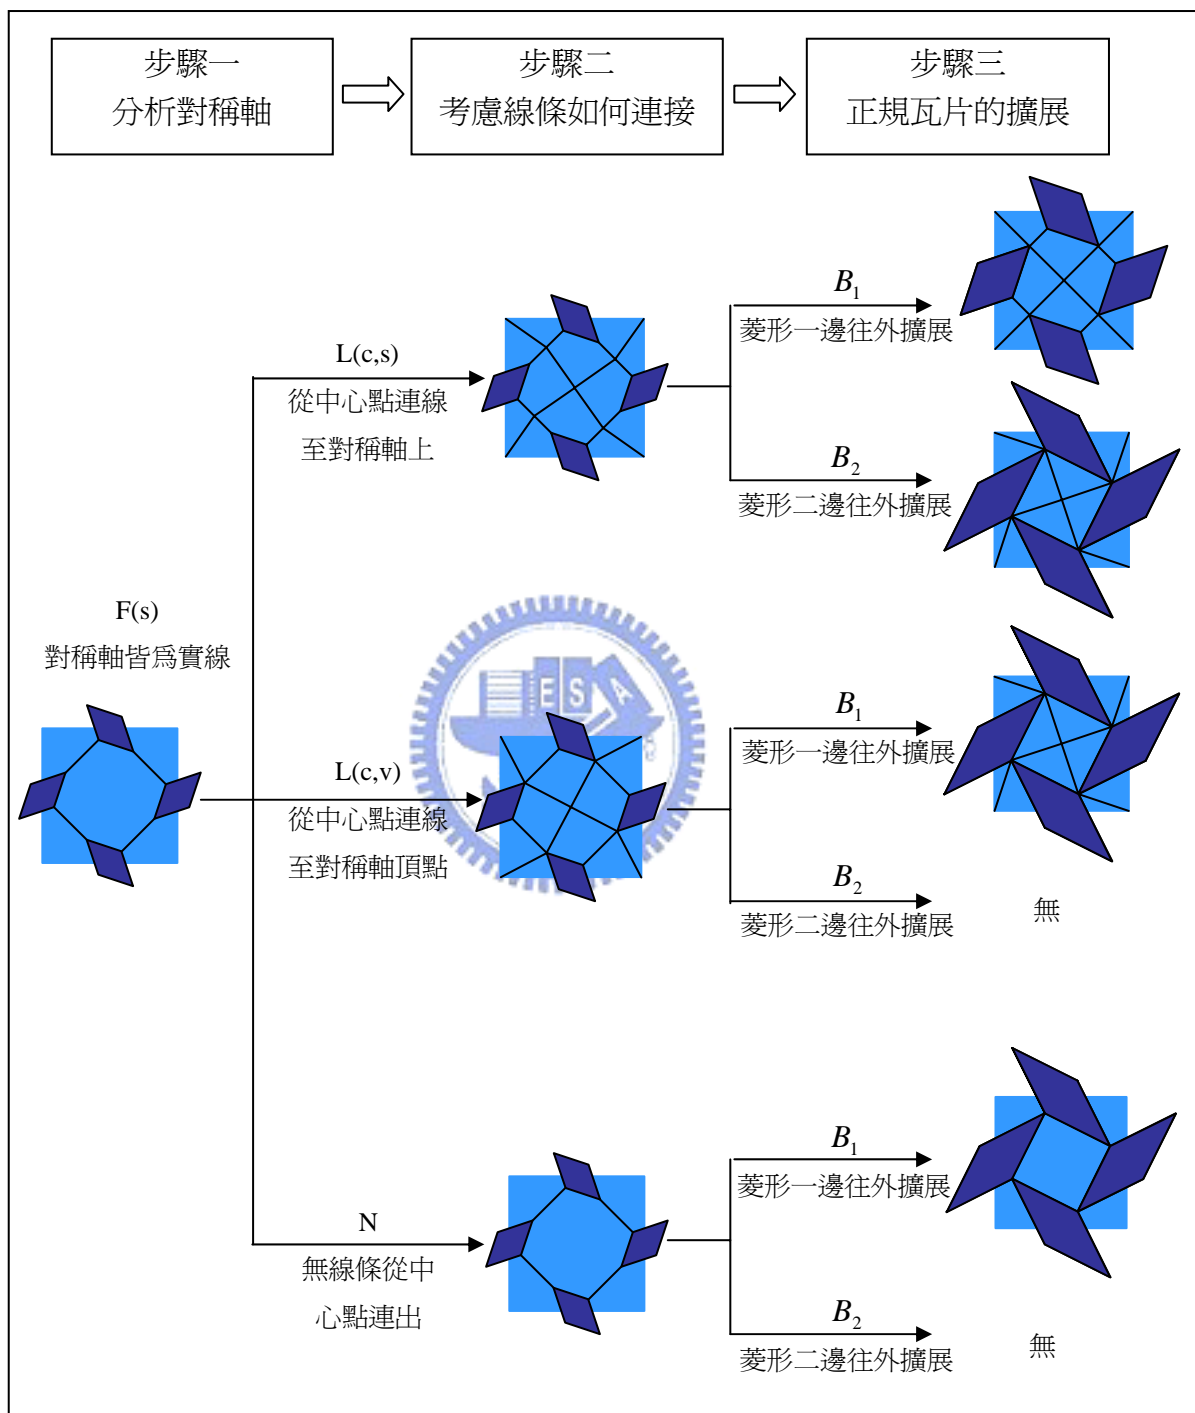 步驟一
分析對稱軸
步驟二
考慮線條如何連接
步驟三
正規瓦片的擴展
F(s)
對稱軸皆為實線
L(c,s)
從中心點連線
至對稱軸上
B₁
菱形一邊往外擴展
B₂
菱形二邊往外擴展
L(c,v)
從中心點連線
至對稱軸頂點
B₁
菱形一邊往外擴展
B₂
菱形二邊往外擴展
無
N
無線條從中
心點連出
B₁
菱形一邊往外擴展
B₂
菱形二邊往外擴展
無
ESA